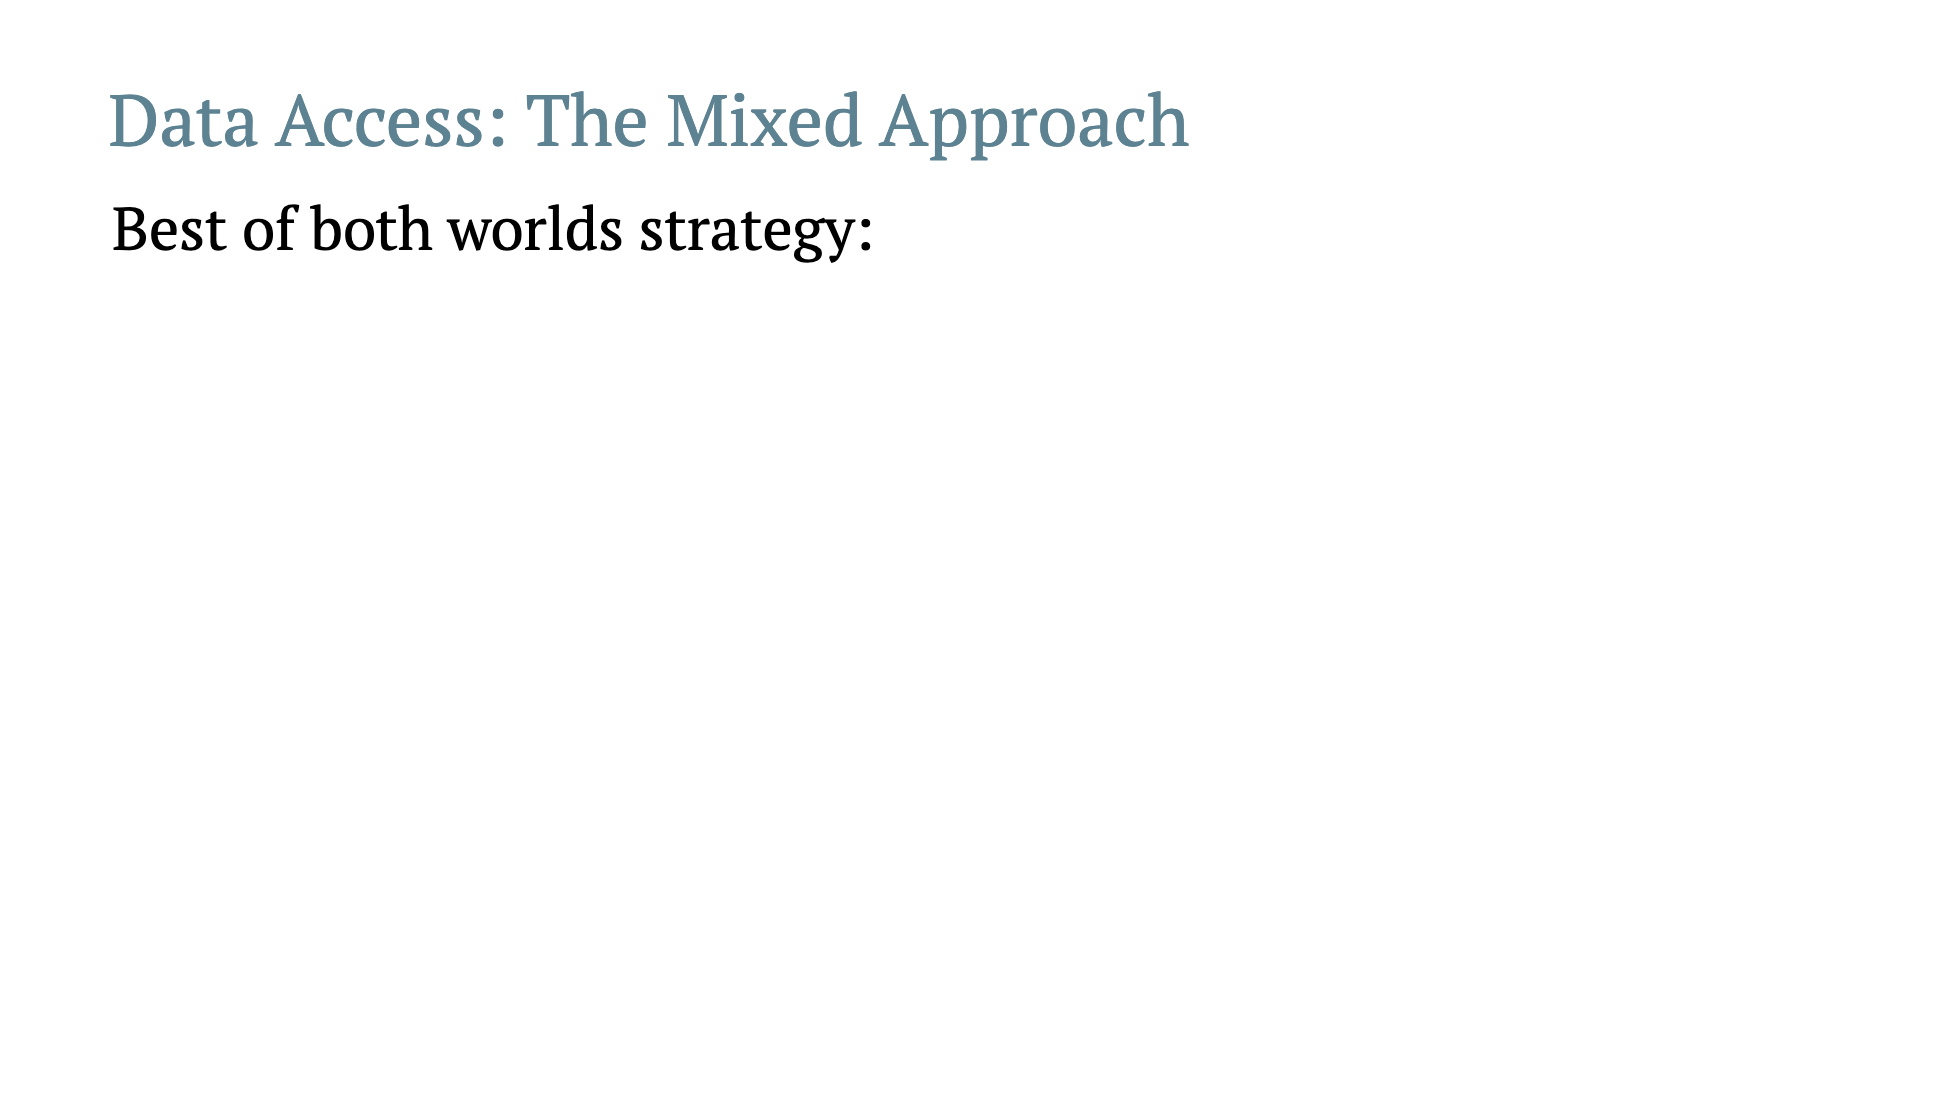 Data Access: The Mixed Approach
Best of both worlds strategy: